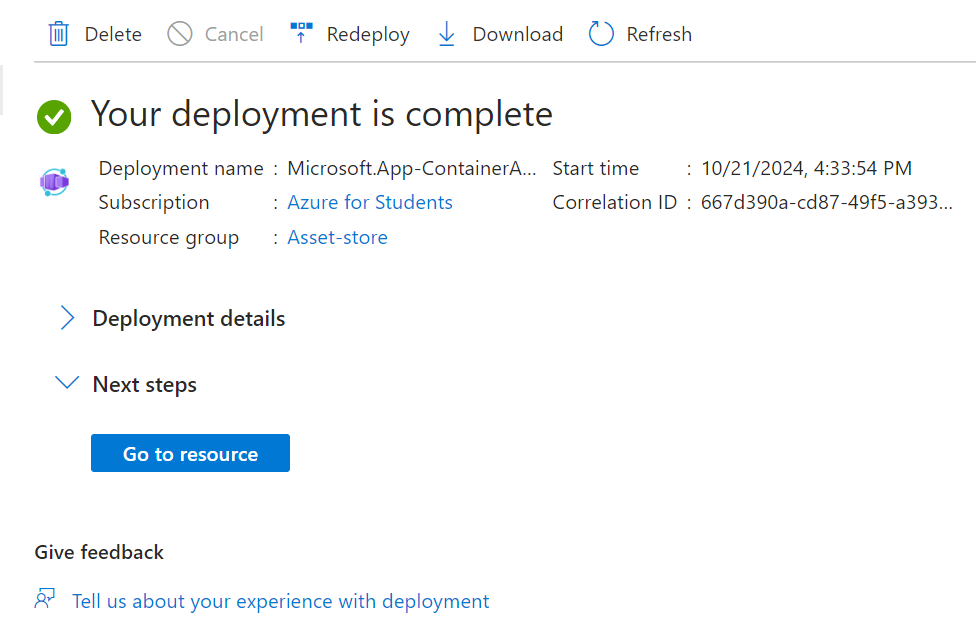 Delete Cancel Redeploy Download Refresh
Your deployment is complete
Deployment name : Microsoft.App-ContainerA... Start time : 10/21/2024, 4:33:54 PM
Subscription : Azure for Students Correlation ID : 667d390a-cd87-49f5-a393...
Resource group : Asset-store
Deployment details
Next steps
Go to resource
Give feedback
Tell us about your experience with deployment